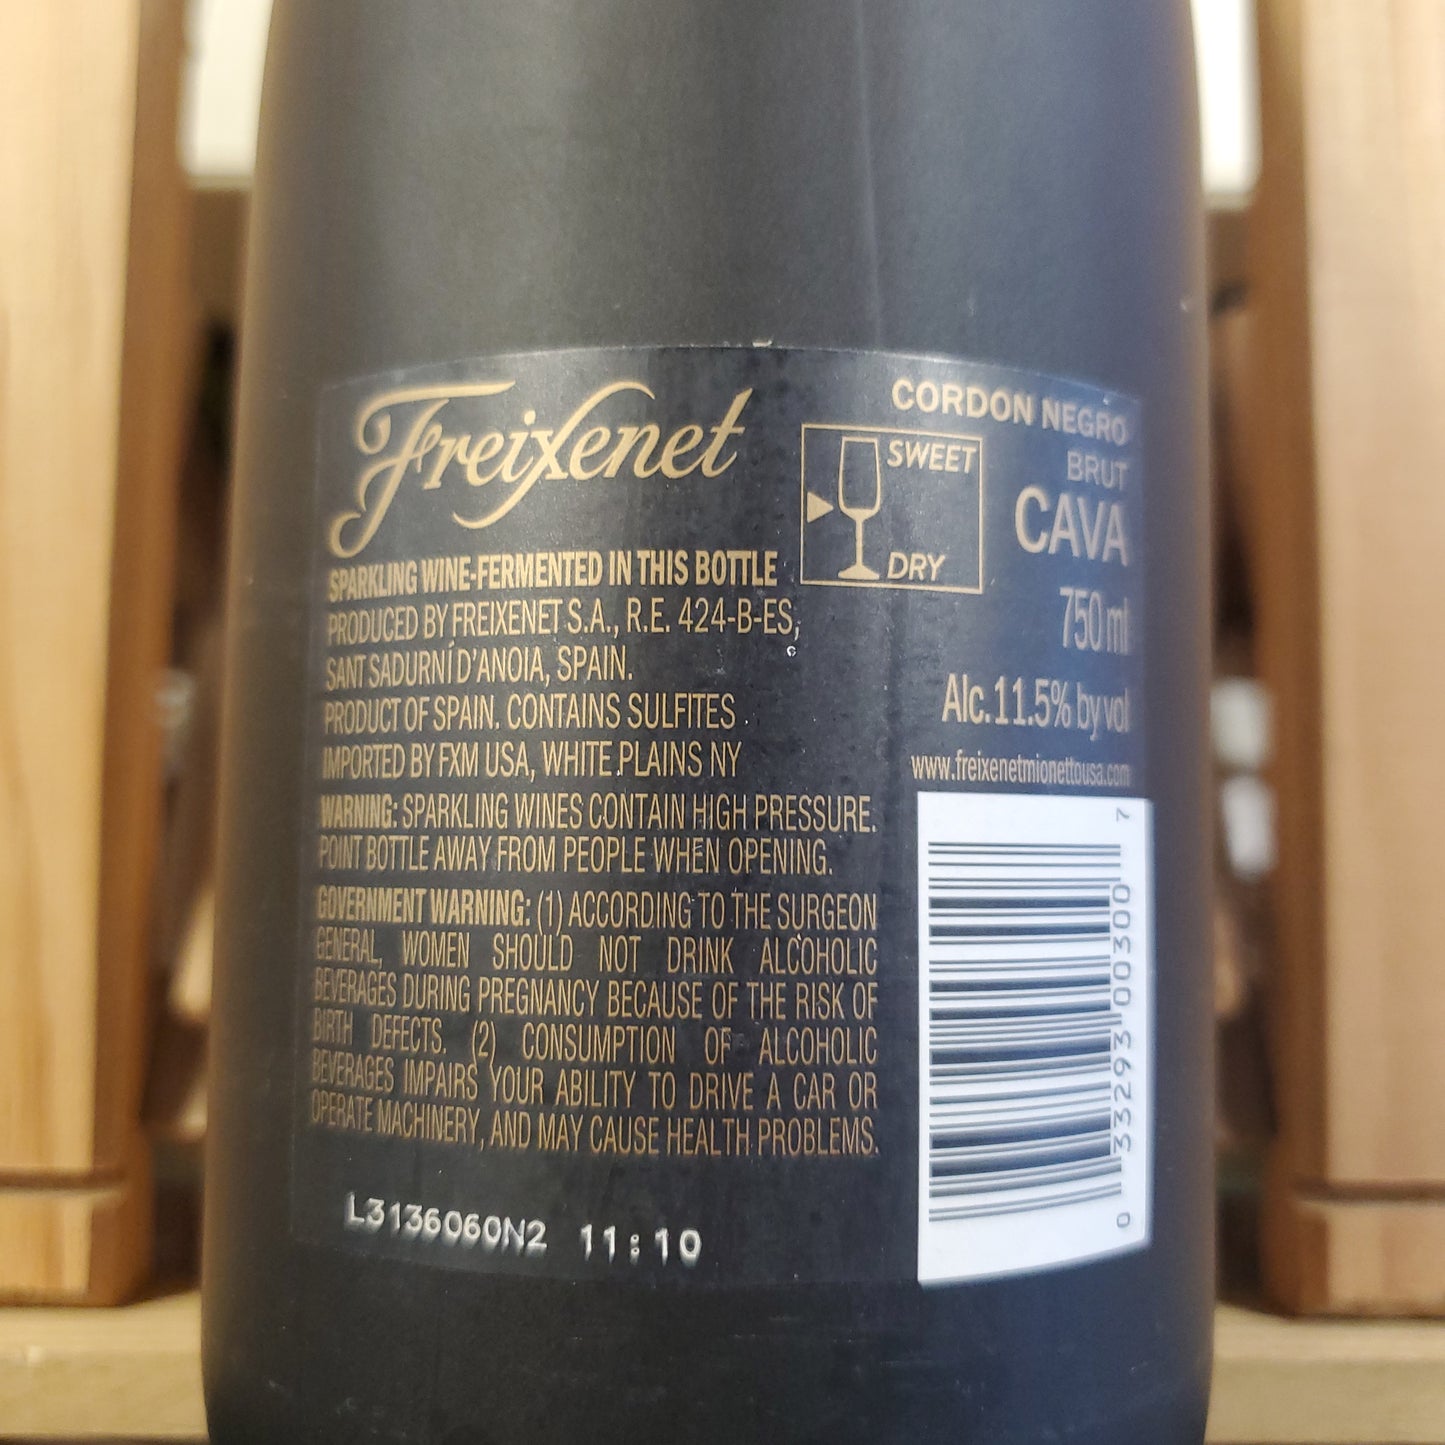 Freixenet
SPARKLING WINE-FERMENTED IN THIS BOTTLE
PRODUCED BY FREIXENET S.A., R.E. 424-B-ES,
SANT SADURNÍ D'ANOIA, SPAIN.
PRODUCT OF SPAIN. CONTAINS SULFITES
IMPORTED BY FXM USA, WHITE PLAINS NY
WARNING: SPARKLING WINES CONTAIN HIGH PRESSURE.
POINT BOTTLE AWAY FROM PEOPLE WHEN OPENING.
GOVERNMENT WARNING: (1) ACCORDING TO THE SURGEON
GENERAL, WOMEN SHOULD NOT DRINK ALCOHOLIC
BEVERAGES DURING PREGNANCY BECAUSE OF THE RISK OF
BIRTH DEFECTS. (2) CONSUMPTION OF ALCOHOLIC
BEVERAGES IMPAIRS YOUR ABILITY TO DRIVE A CAR OR
OPERATE MACHINERY, AND MAY CAUSE HEALTH PROBLEMS.
L3136060N2 11:10
SWEET
DRY
CORDON NEGRO
BRUT
CAVA
750 ml
Alc.11.5% by vol
www.freixenetmionettousa.com
0 33293 00300 7